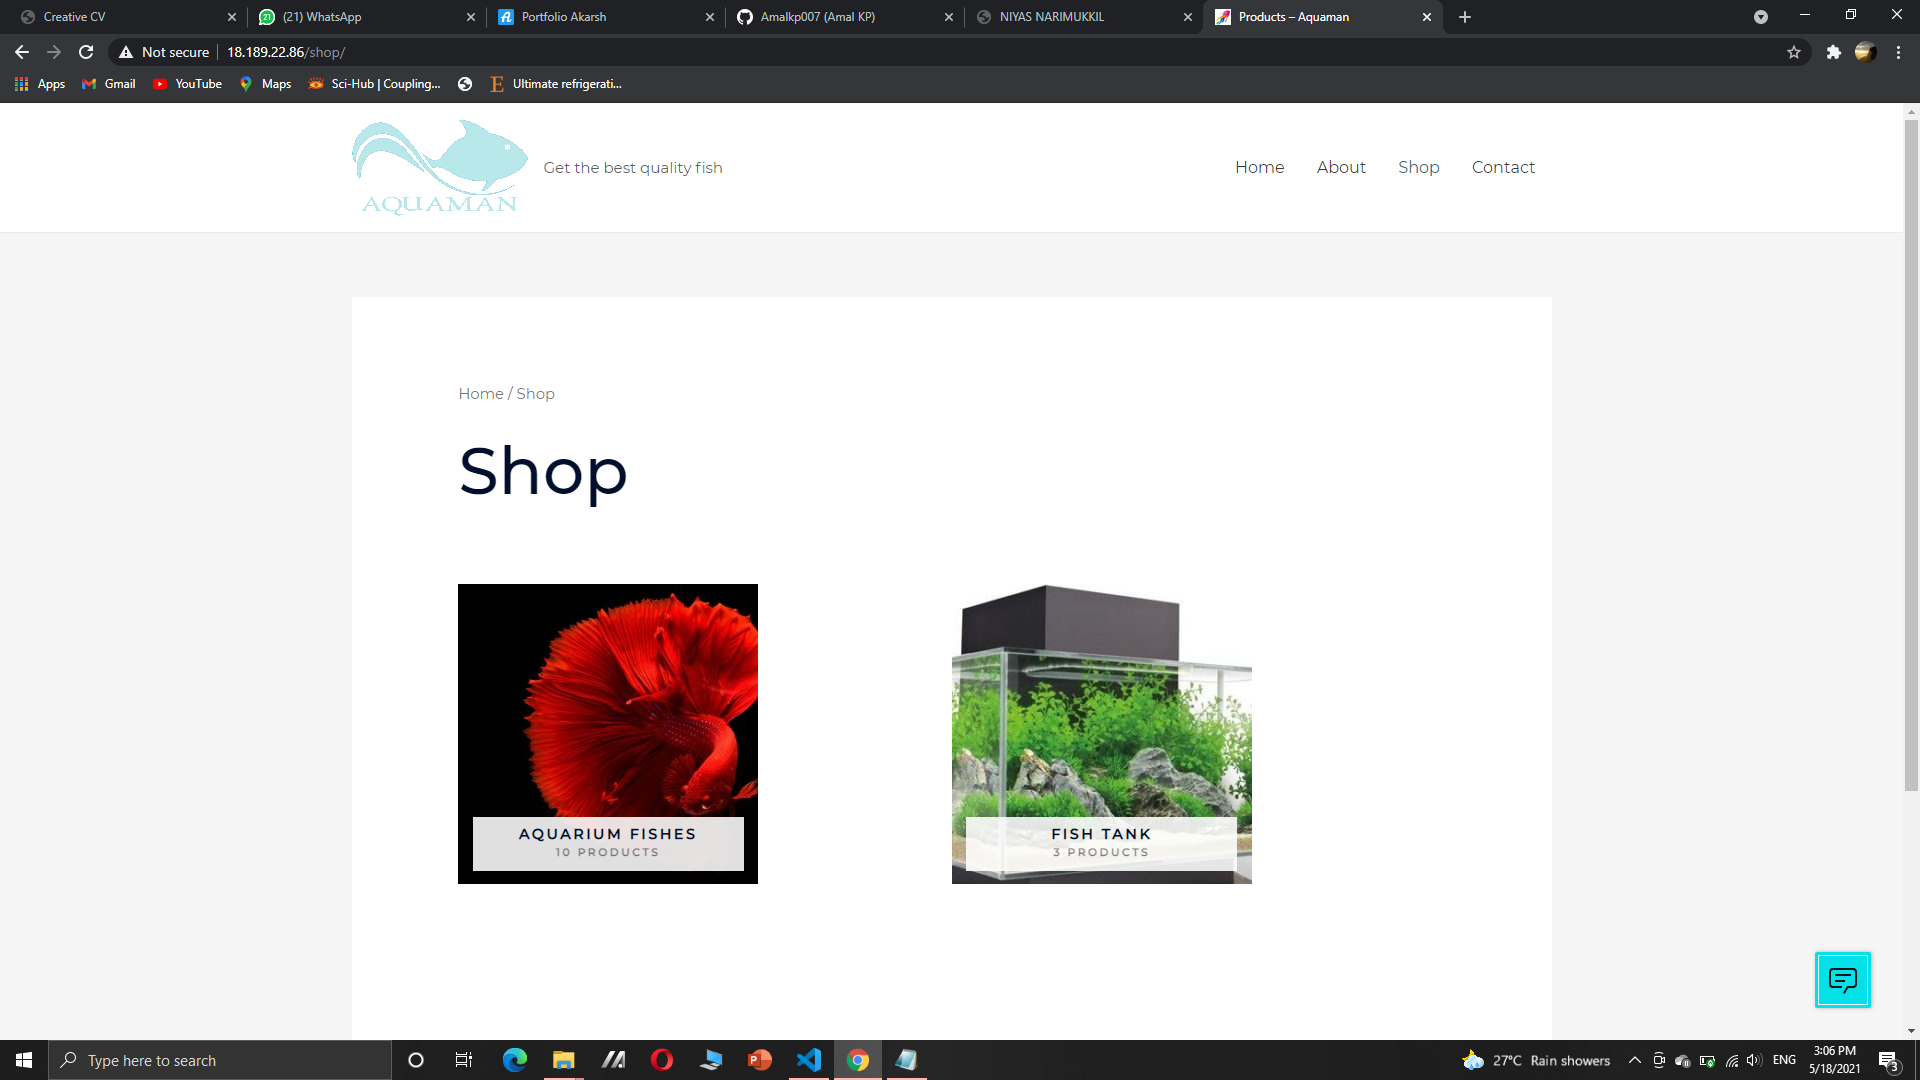 Creative CV
(21) WhatsApp
Portfolio Akarsh
Amalkp007 (Amal KP)
NIYAS NARIMUKKIL
Products – Aquaman
Not secure
18.189.22.86/shop/
Apps
Gmail
YouTube
Maps
Sci-Hub | Coupling...
Ultimate refrigerati...
AQUAMAN
Get the best quality fish
Home
About
Shop
Contact
Home / Shop
Shop
AQUARIUM FISHES
10 PRODUCTS
FISH TANK
3 PRODUCTS
Type here to search
27°C Rain showers
ENG
3:06 PM
5/18/2021
3